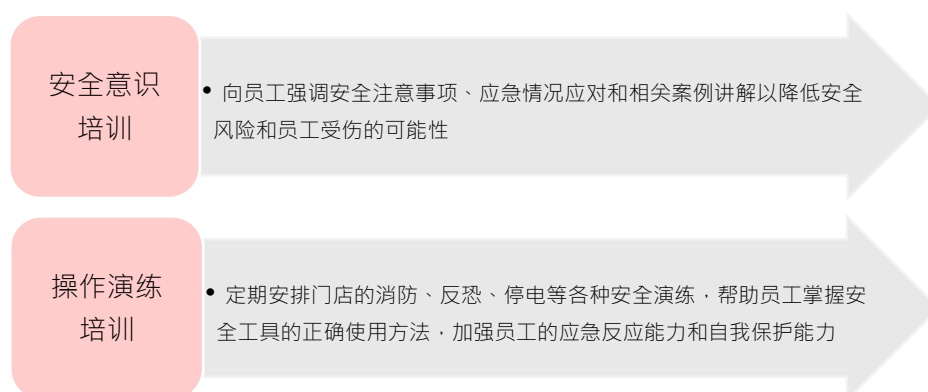 安全意识
培训
• 向员工强调安全注意事项、应急情况应对和相关案例讲解以降低安全
风险和员工受伤的可能性
操作演练
培训
• 定期安排门店的消防、反恐、停电等各种安全演练，帮助员工掌握安
全工具的正确使用方法，加强员工的应急反应能力和自我保护能力